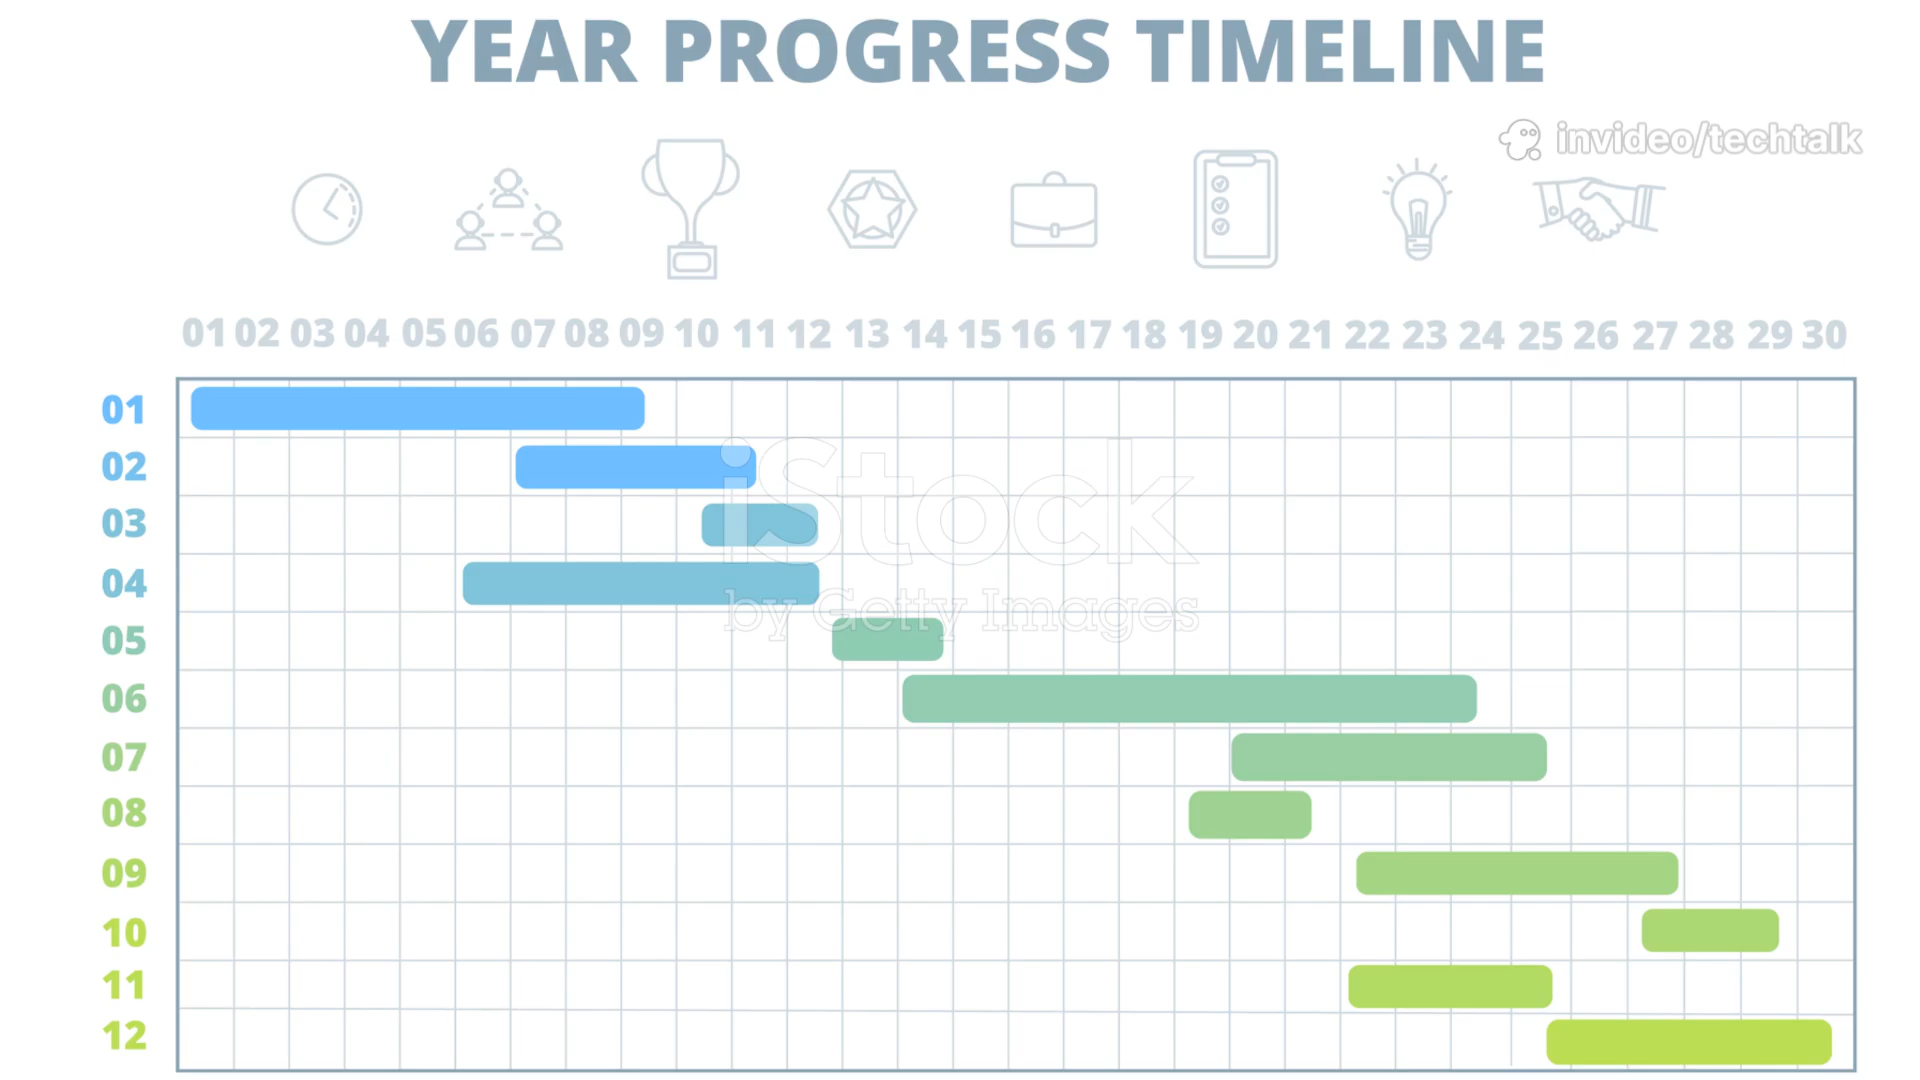 YEAR PROGRESS TIMELINE
invideo/techtalk
01 02 03 04 05 06 07 08 09 10 11 12 13 14 15 16 17 18 19 20 21 22 23 24 25 26 27 28 29 30
01
02
03
04
05
06
07
08
09
10
11
12
iStock
by Getty Images